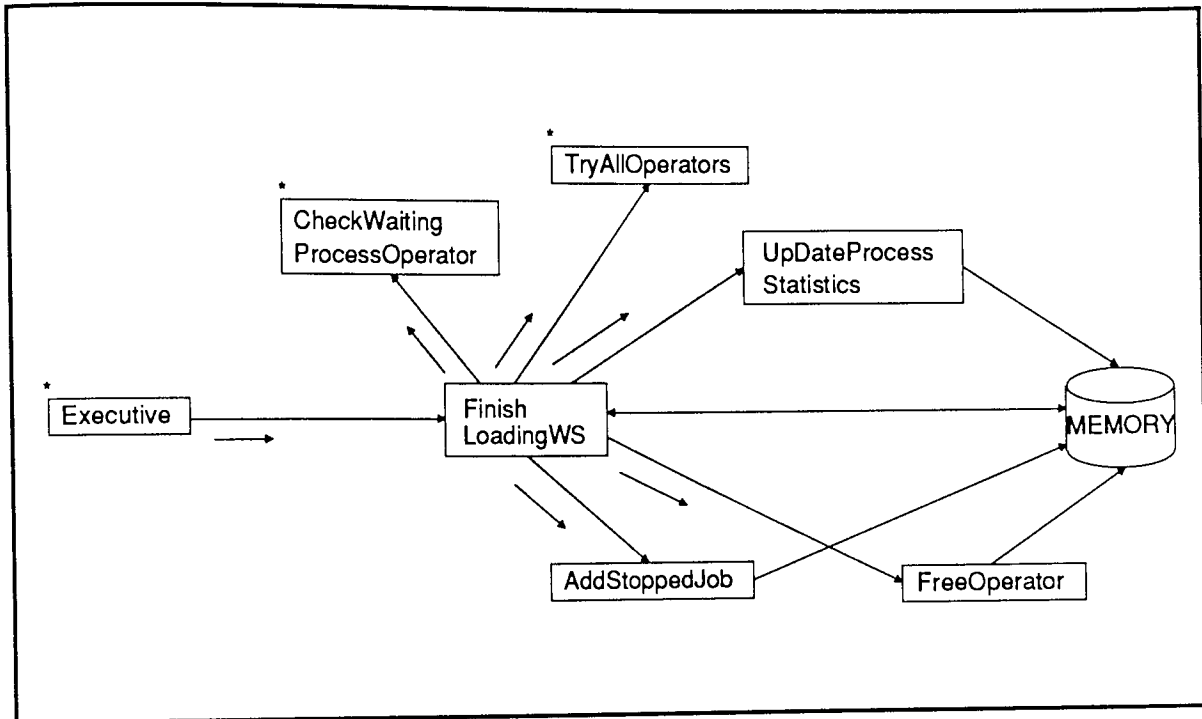 *
TryAllOperators
*
CheckWaiting
ProcessOperator
UpDateProcess
Statistics
*
Executive
Finish
LoadingWS
MEMORY
AddStoppedJob
FreeOperator